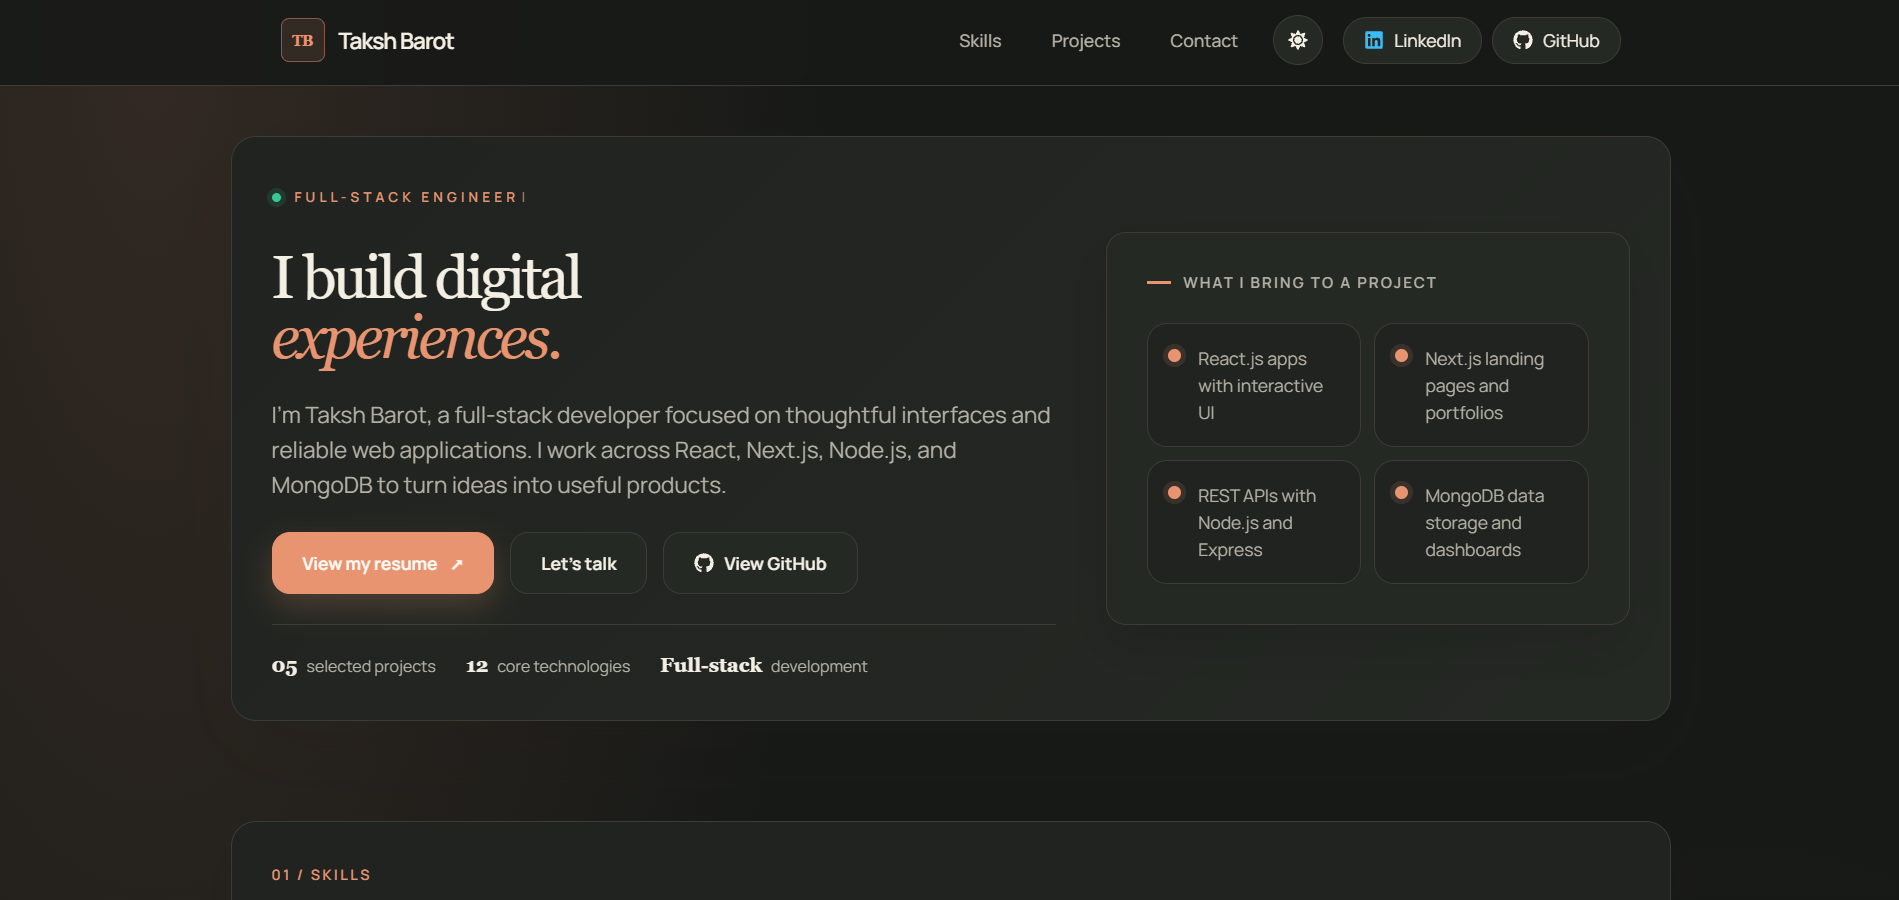 TB Taksh Barot Skills Projects Contact LinkedIn GitHub
FULL-STACK ENGINEER|
I build digital
experiences.
I'm Taksh Barot, a full-stack developer focused on thoughtful interfaces and
reliable web applications. I work across React, Next.js, Node.js, and
MongoDB to turn ideas into useful products.
View my resume ↗ Let's talk View GitHub
05 selected projects 12 core technologies Full-stack development
WHAT I BRING TO A PROJECT
React.js apps
with interactive
UI
Next.js landing
pages and
portfolios
REST APIs with
Node.js and
Express
MongoDB data
storage and
dashboards
01 / SKILLS